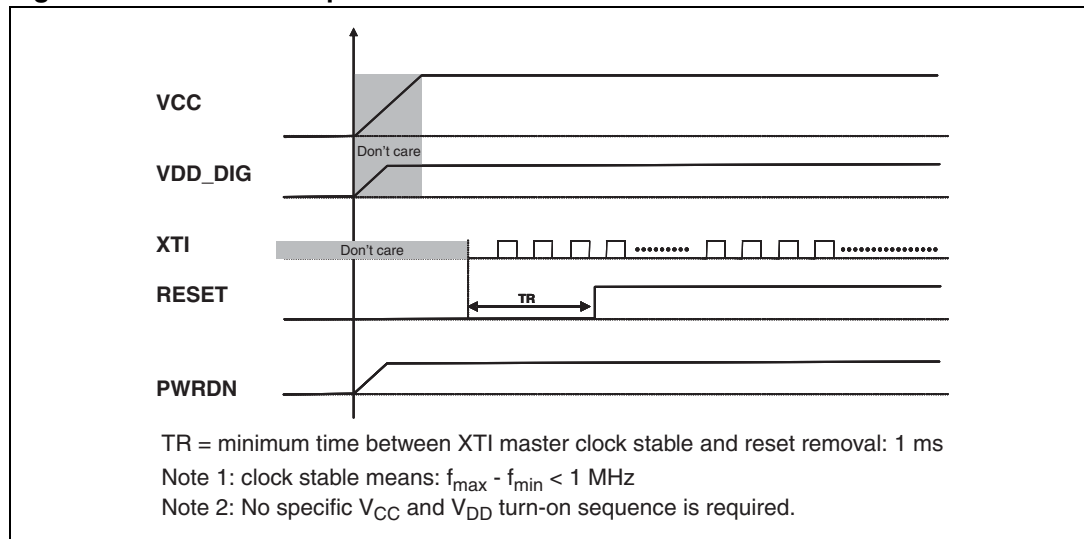 VCC
Don't care
VDD_DIG
XTI
Don't care
RESET
TR
PWRDN
TR = minimum time between XTI master clock stable and reset removal: 1 ms
Note 1: clock stable means: fmax - fmin < 1 MHz
Note 2: No specific VCC and VDD turn-on sequence is required.